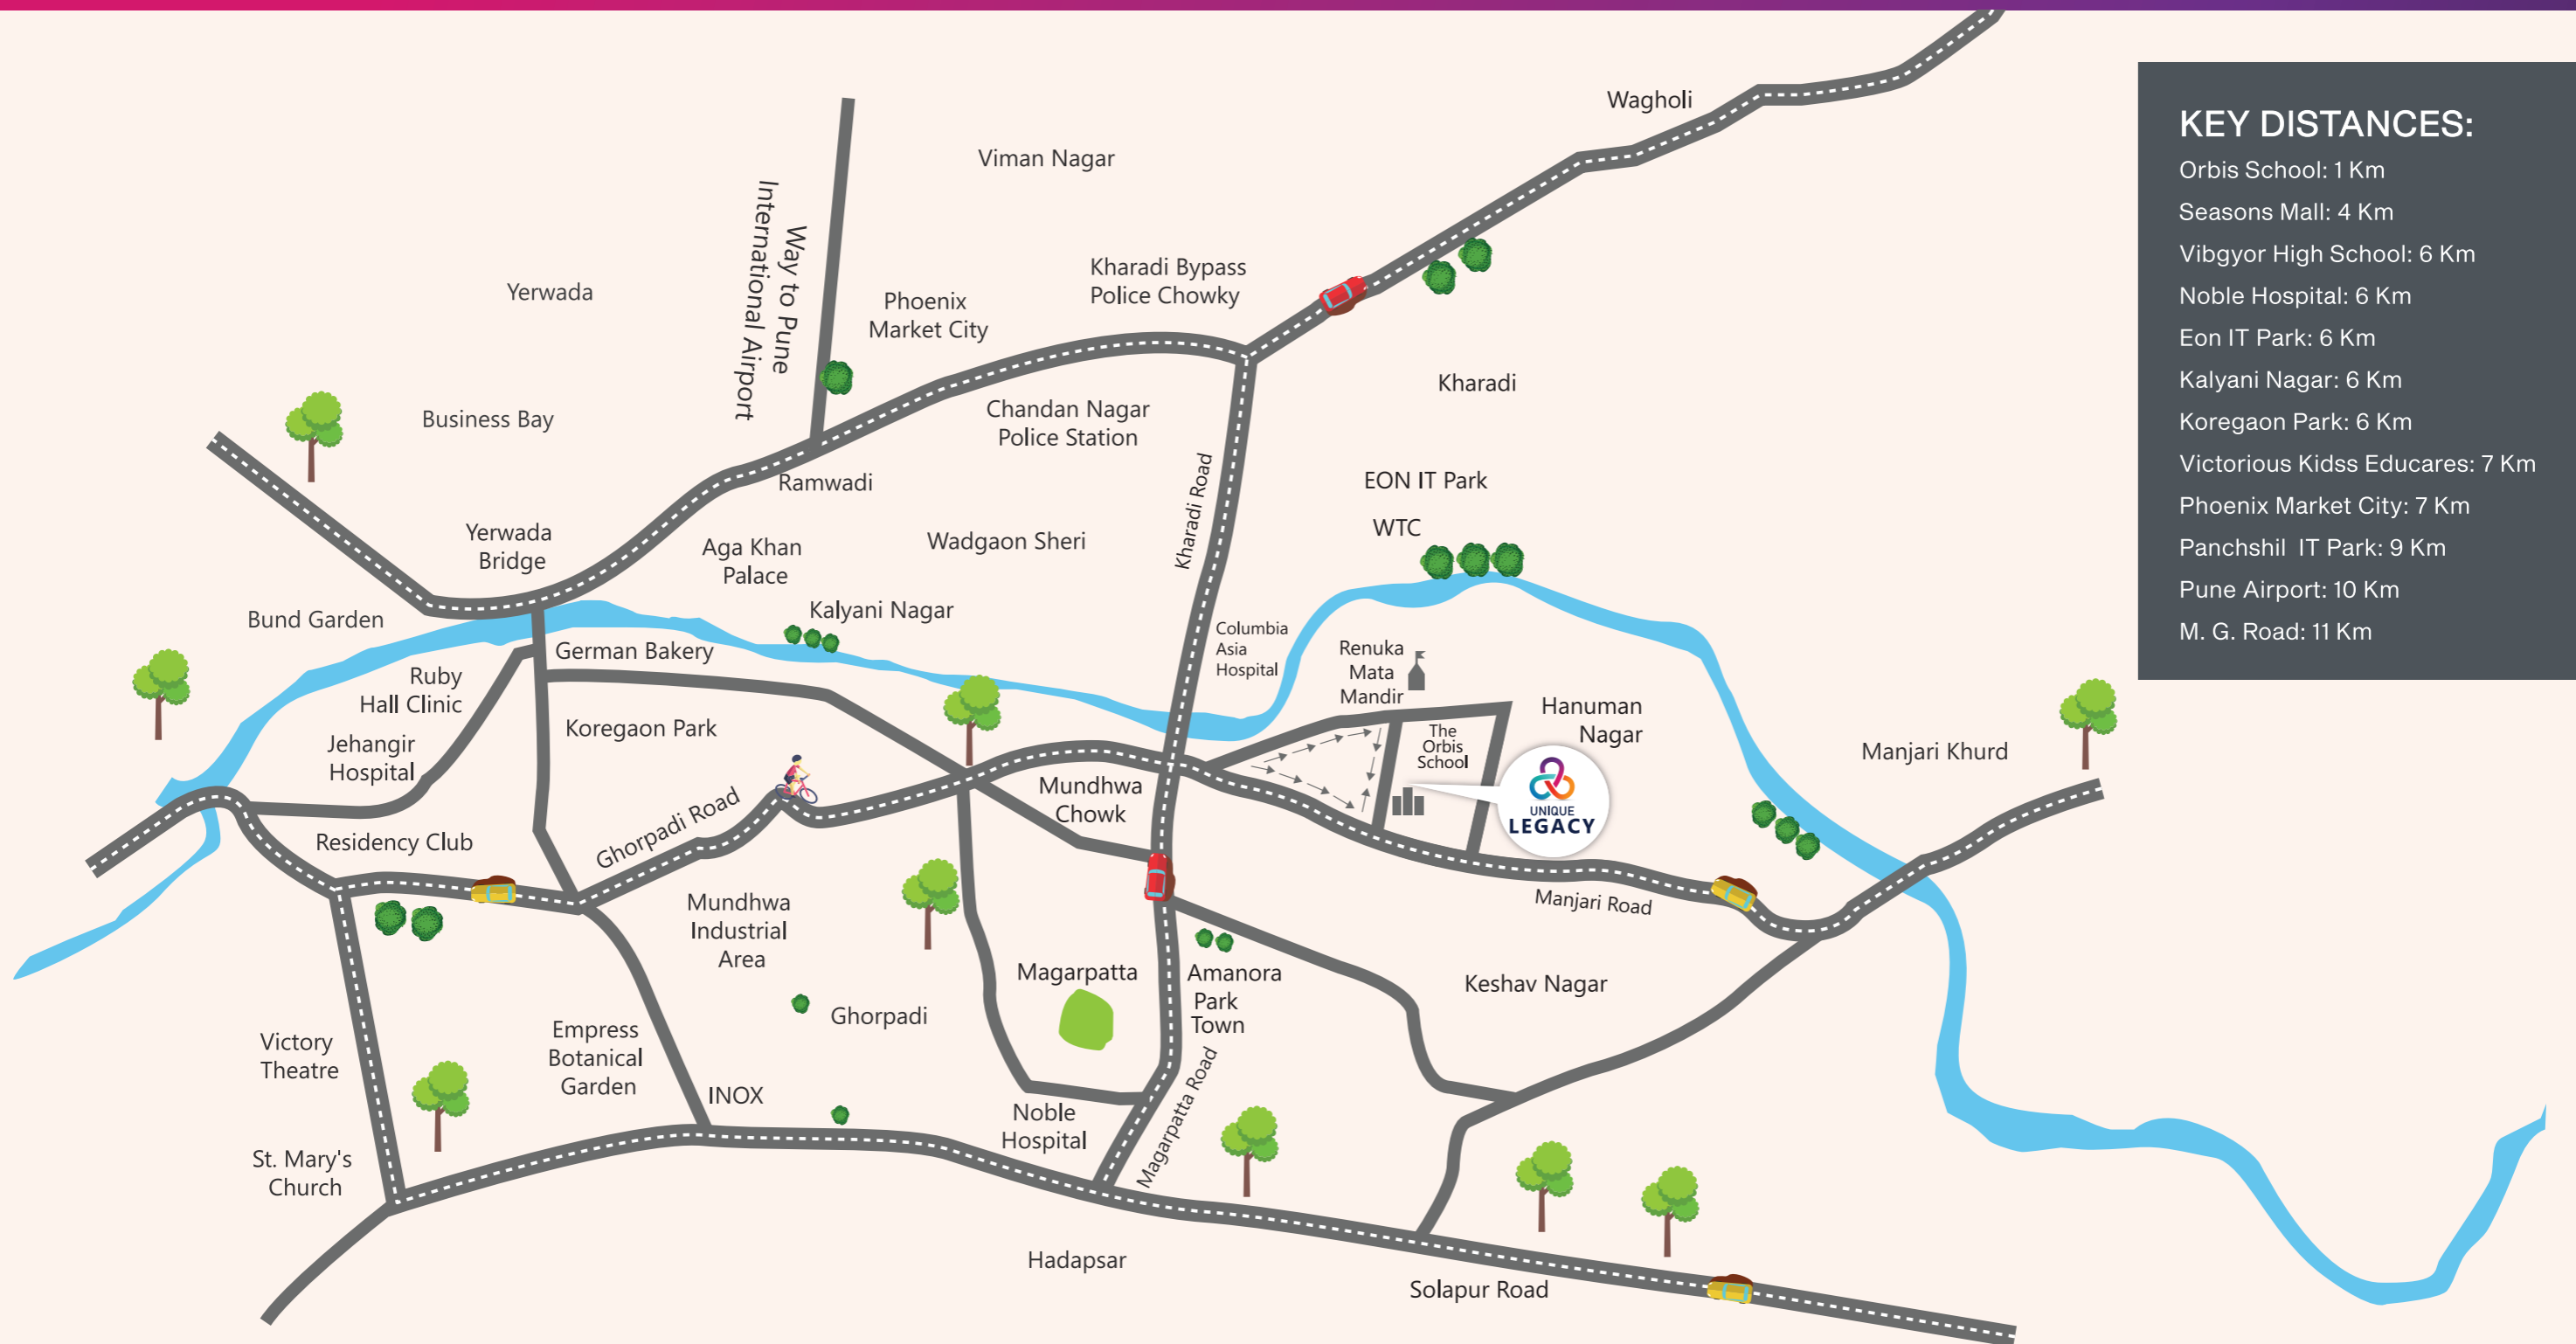 Wagholi
Viman Nagar
Way to Pune
International Airport
Yerwada
Kharadi Bypass
Police Chowky
Phoenix
Market City
Kharadi
Business Bay
Chandan Nagar
Police Station
Ramwadi
EON IT Park
WTC
Kharadi Road
Yerwada
Bridge
Aga Khan
Palace
Wadgaon Sheri
Bund Garden
Kalyani Nagar
German Bakery
Columbia
Asia
Hospital
Renuka
Mata
Mandir
Ruby
Hall Clinic
Koregaon Park
Jehangir
Hospital
Hanuman
Nagar
The
Orbis
School
UNIQUE
LEGACY
Manjari Khurd
Mundhwa
Chowk
Ghorpadi Road
Residency Club
Mundhwa
Industrial
Area
Manjari Road
Magarpatta
Amanora
Park
Town
Keshav Nagar
Ghorpadi
Victory
Theatre
Empress
Botanical
Garden
INOX
Noble
Hospital
Magarpatta Road
St. Mary's
Church
Hadapsar
Solapur Road
KEY DISTANCES:
Orbis School: 1 Km
Seasons Mall: 4 Km
Vibgyor High School: 6 Km
Noble Hospital: 6 Km
Eon IT Park: 6 Km
Kalyani Nagar: 6 Km
Koregaon Park: 6 Km
Victorious Kidss Educares: 7 Km
Phoenix Market City: 7 Km
Panchshil  IT Park: 9 Km
Pune Airport: 10 Km
M. G. Road: 11 Km